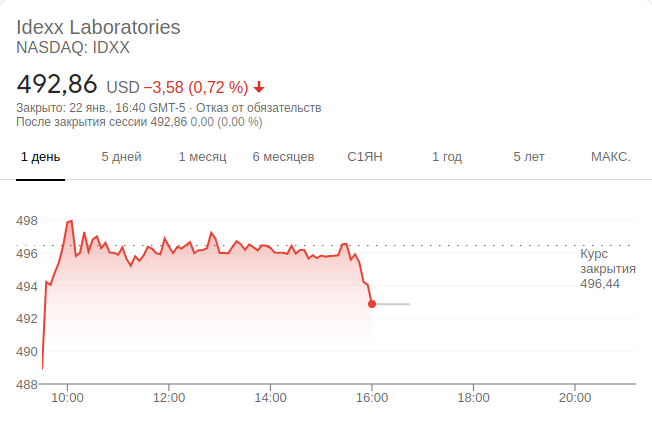 Idexx Laboratories
NASDAQ: IDXX
492,86 USD −3,58 (0,72 %)
Закрыто: 22 янв., 16:40 GMT-5 · Отказ от обязательств
После закрытия сессии 492,86 0,00 (0,00 %)
1 день 5 дней 1 месяц 6 месяцев С1ЯН 1 год 5 лет МАКС.
498
496
494
492
490
488
Курс
закрытия
496,44
10:00 12:00 14:00 16:00 18:00 20:00